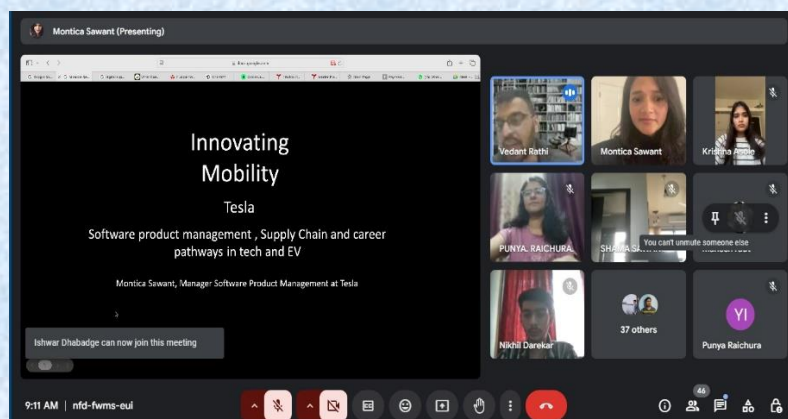 Montica Sawant (Presenting)
Innovating
Mobility
Tesla
Software product management , Supply Chain and career
pathways in tech and EV
Montica Sawant, Manager Software Product Management at Tesla
Ishwar Dhabadge can now join this meeting
Vedant Rathi
Montica Sawant
Krishna
PUNYA. RAICHURA.
You can't unmute someone else
Nikhil Darekar
37 others
YI
Punya Raichura
9:11 AM | nfd-fwms-eui
46